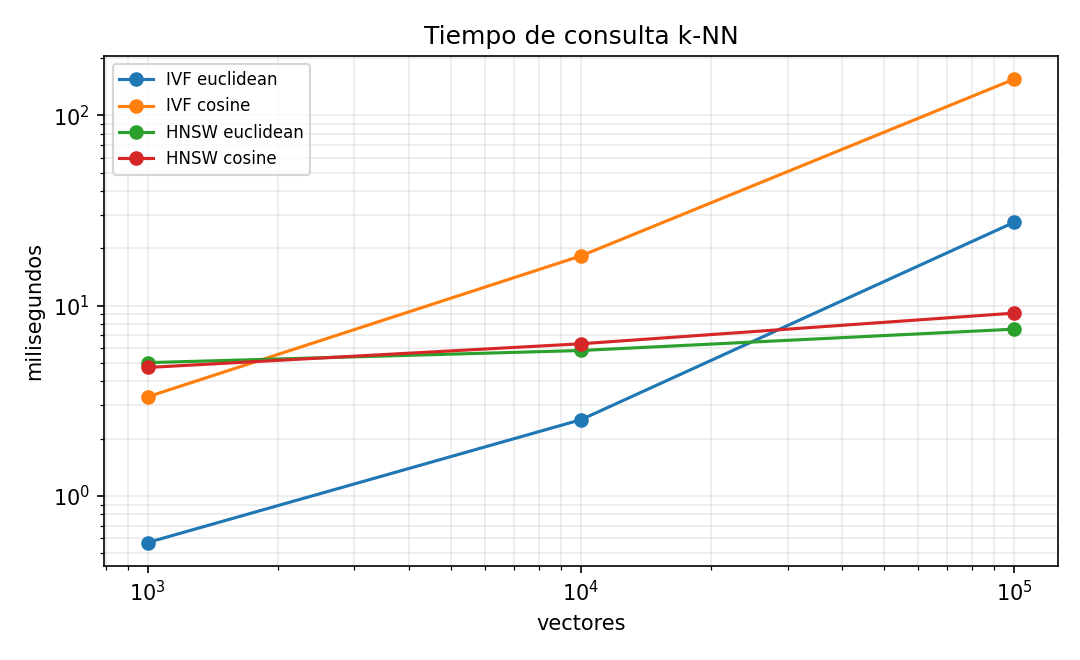 Tiempo de consulta k-NN
IVF euclidean
IVF cosine
HNSW euclidean
HNSW cosine
milisegundos
10²
10¹
10⁰
10³
10⁴
10⁵
vectores